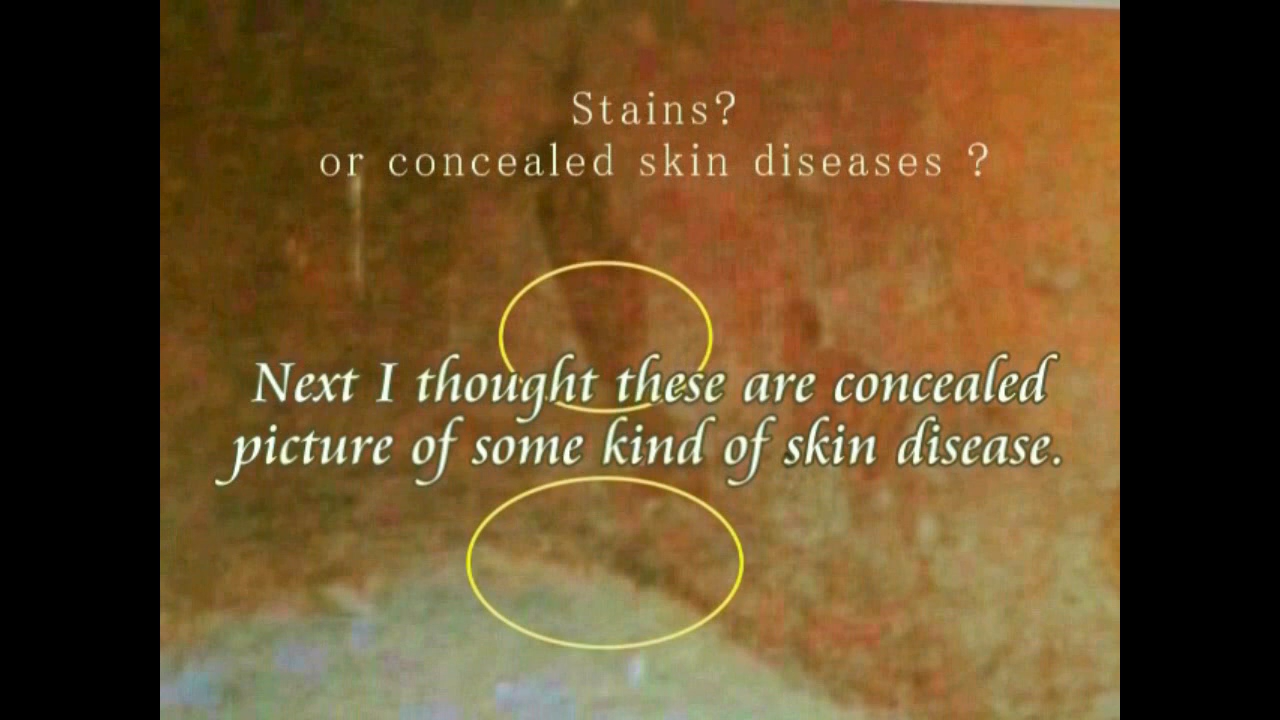 Stains?
or concealed skin diseases ?
Next I thought these are concealed
picture of some kind of skin disease.